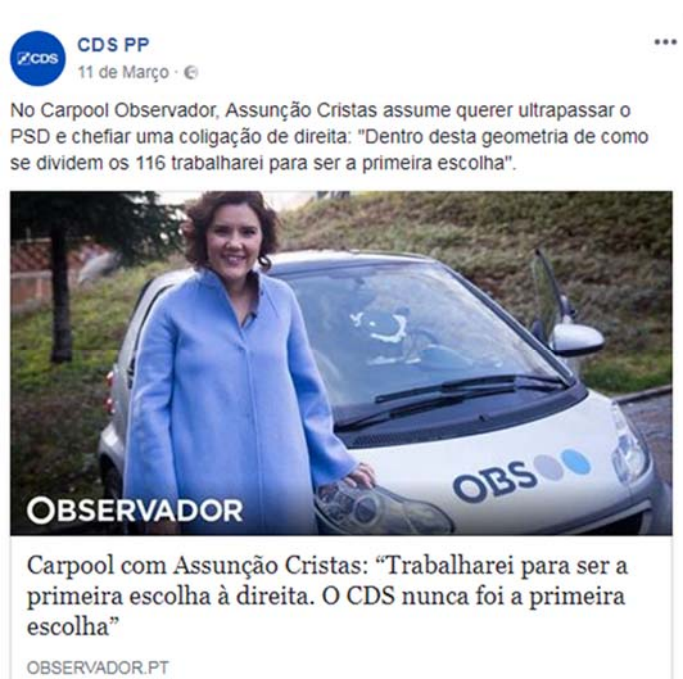 CDS
CDS PP
11 de Março ·
No Carpool Observador, Assunção Cristas assume querer ultrapassar o
PSD e chefiar uma coligação de direita: "Dentro desta geometria de como
se dividem os 116 trabalharei para ser a primeira escolha".
OBS
OBSERVADOR
Carpool com Assunção Cristas: “Trabalharei para ser a
primeira escolha à direita. O CDS nunca foi a primeira
escolha”
OBSERVADOR.PT